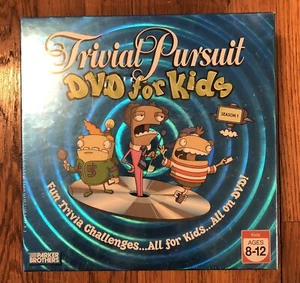 Trivial Pursuit
DVD for Kids
SEASON 1
Fun Trivia Challenges...All for Kids...All on DVD!
PARKER
BROTHERS
AGES
8-12